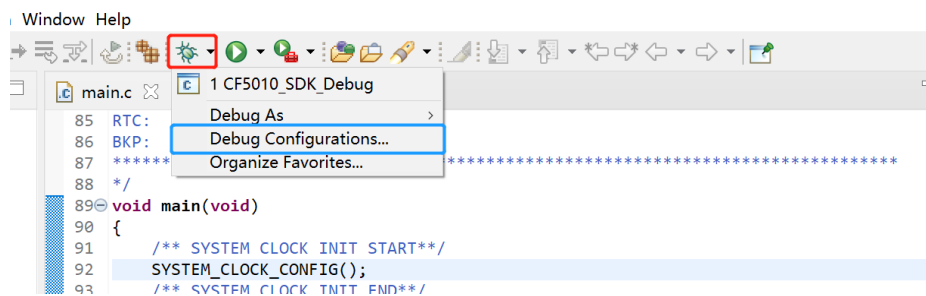 Window Help
1 CF5010_SDK_Debug
Debug As
Debug Configurations...
Organize Favorites...
.c main.c
85 RTC:
86 BKP:
87 ****** **********************************************
88 */
89 void main(void)
90 {
91 /** SYSTEM CLOCK INIT START**/
92 SYSTEM_CLOCK_CONFIG();
93 /** SYSTEM CLOCK INIT END**/